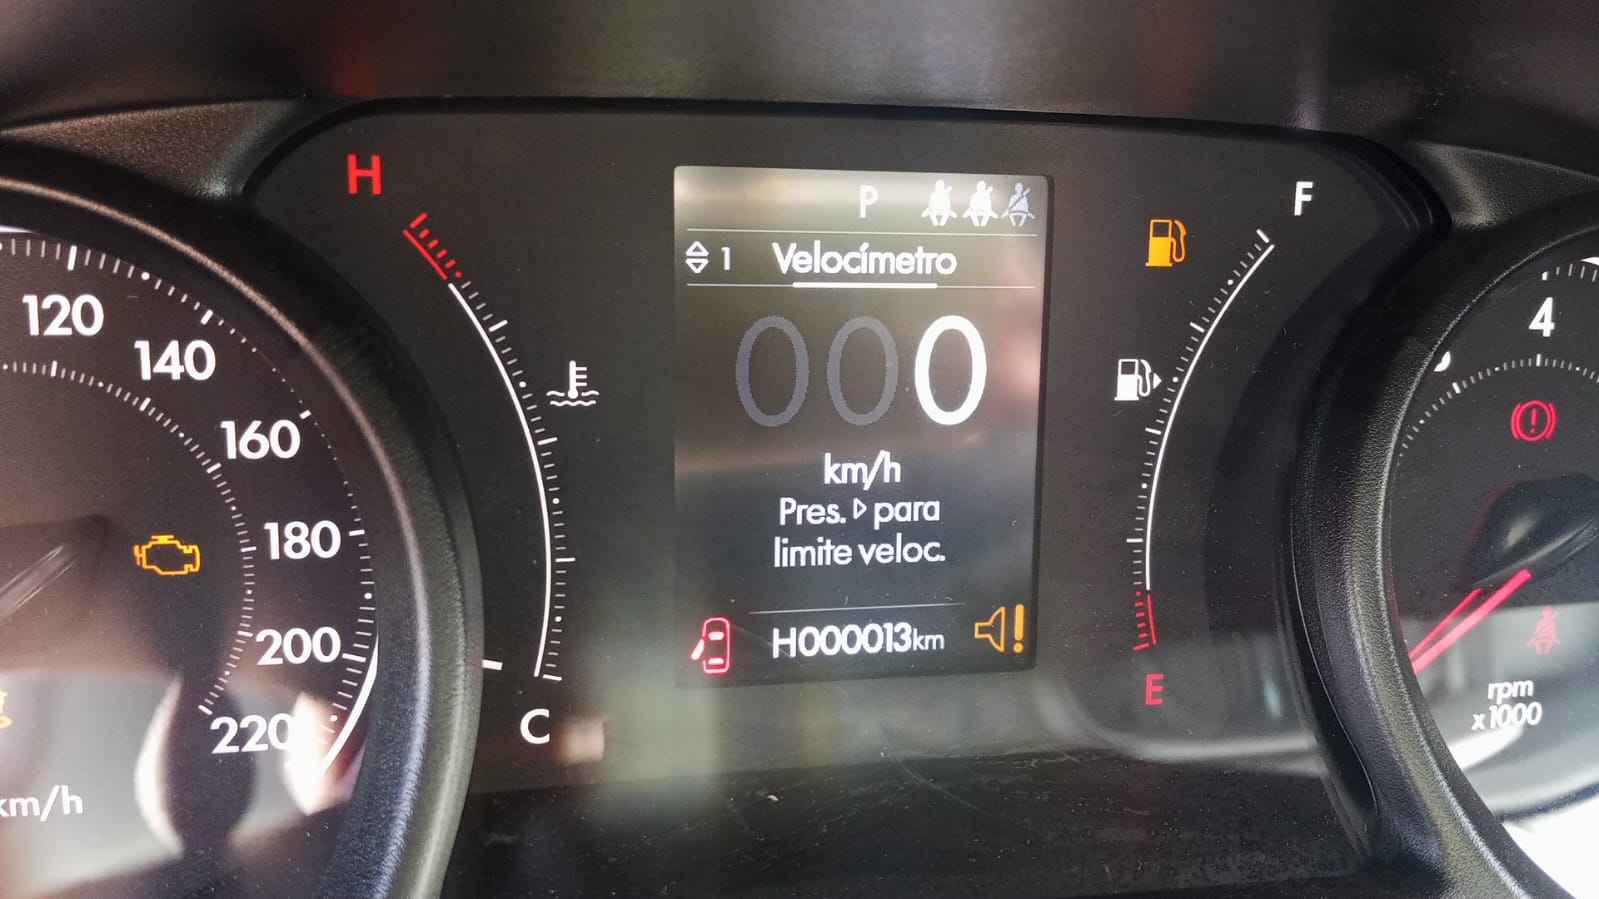 H
F
P
1 Velocímetro
000
km/h
Pres. ▷ para
limite veloc.
H000013km
C
E
120
140
160
180
200
220
km/h
4
rpm
x1000